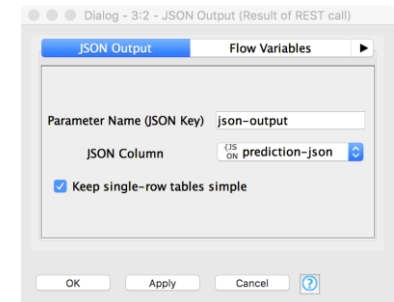 Dialog - 3:2 - JSON Output (Result of REST call)
JSON Output Flow Variables
Parameter Name (JSON Key) json-output
JSON Column {JS ON prediction-json
Keep single-row tables simple
OK Apply Cancel ?